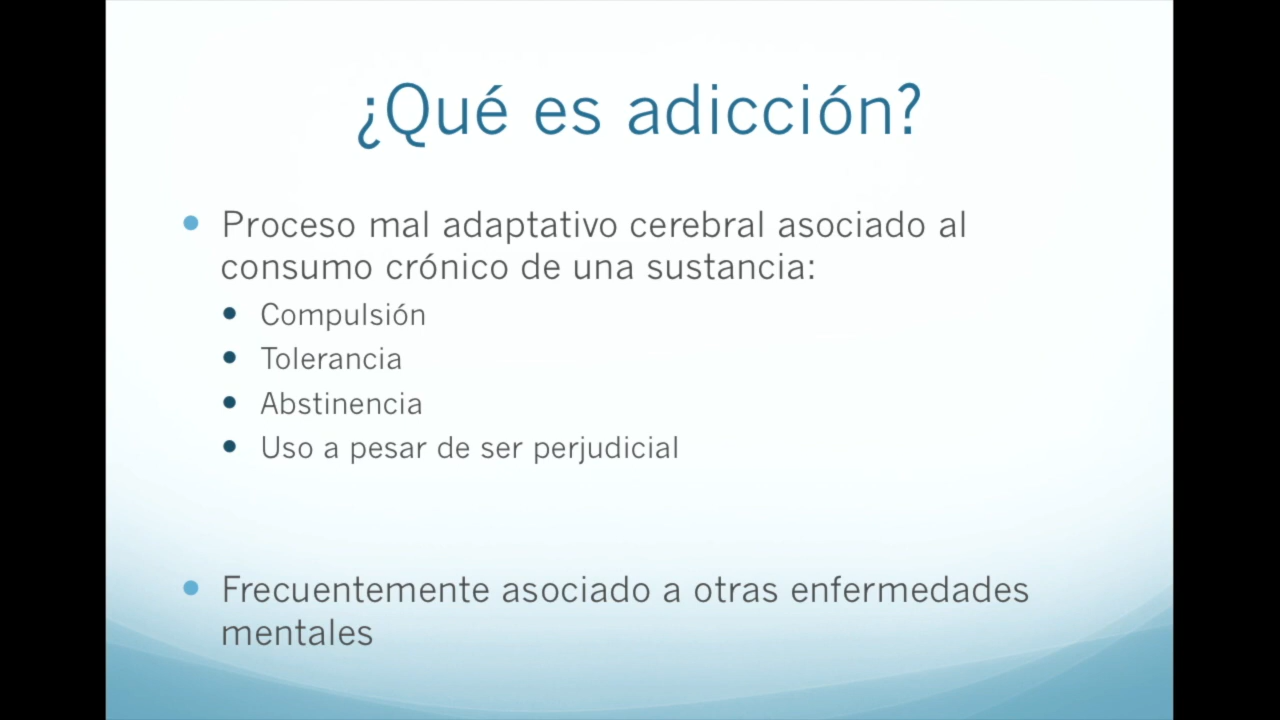 ¿Qué es adicción?
Proceso mal adaptativo cerebral asociado al
consumo crónico de una sustancia:
Compulsión
Tolerancia
Abstinencia
Uso a pesar de ser perjudicial
Frecuentemente asociado a otras enfermedades
mentales